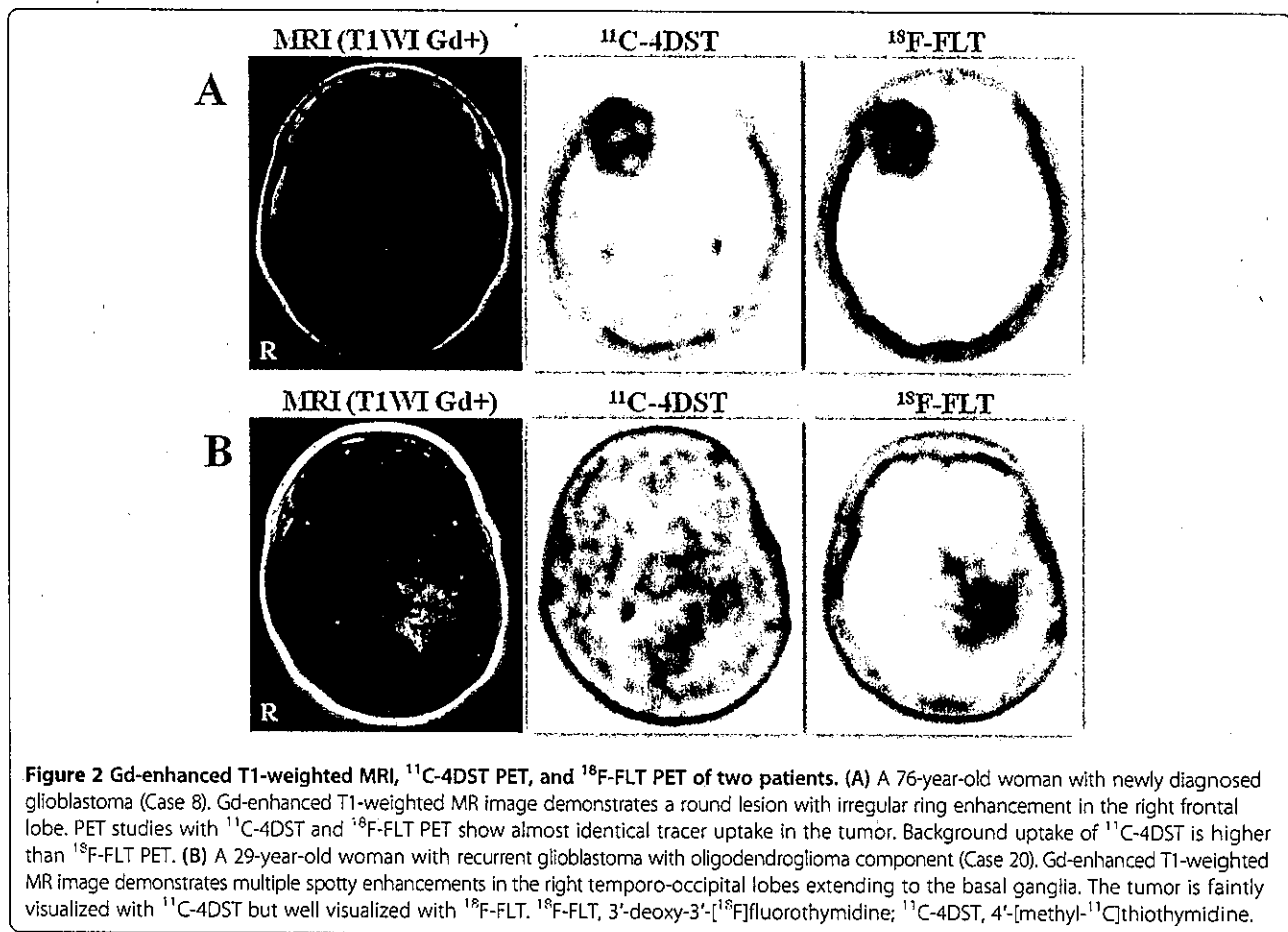 MRI (T1WI Gd+) ¹¹C-4DST ¹⁸F-FLT
A
R
MRI (T1WI Gd+) ¹¹C-4DST ¹⁸F-FLT
B
R
Figure 2 Gd-enhanced T1-weighted MRI, ¹¹C-4DST PET, and ¹⁸F-FLT PET of two patients. (A) A 76-year-old woman with newly diagnosed
glioblastoma (Case 8). Gd-enhanced T1-weighted MR image demonstrates a round lesion with irregular ring enhancement in the right frontal
lobe. PET studies with ¹¹C-4DST and ¹⁸F-FLT PET show almost identical tracer uptake in the tumor. Background uptake of ¹¹C-4DST is higher
than ¹⁸F-FLT PET. (B) A 29-year-old woman with recurrent glioblastoma with oligodendroglioma component (Case 20). Gd-enhanced T1-weighted
MR image demonstrates multiple spotty enhancements in the right temporo-occipital lobes extending to the basal ganglia. The tumor is faintly
visualized with ¹¹C-4DST but well visualized with ¹⁸F-FLT. ¹⁸F-FLT, 3′-deoxy-3′-[¹⁸F]fluorothymidine; ¹¹C-4DST, 4′-[methyl-¹¹C]thiothymidine.